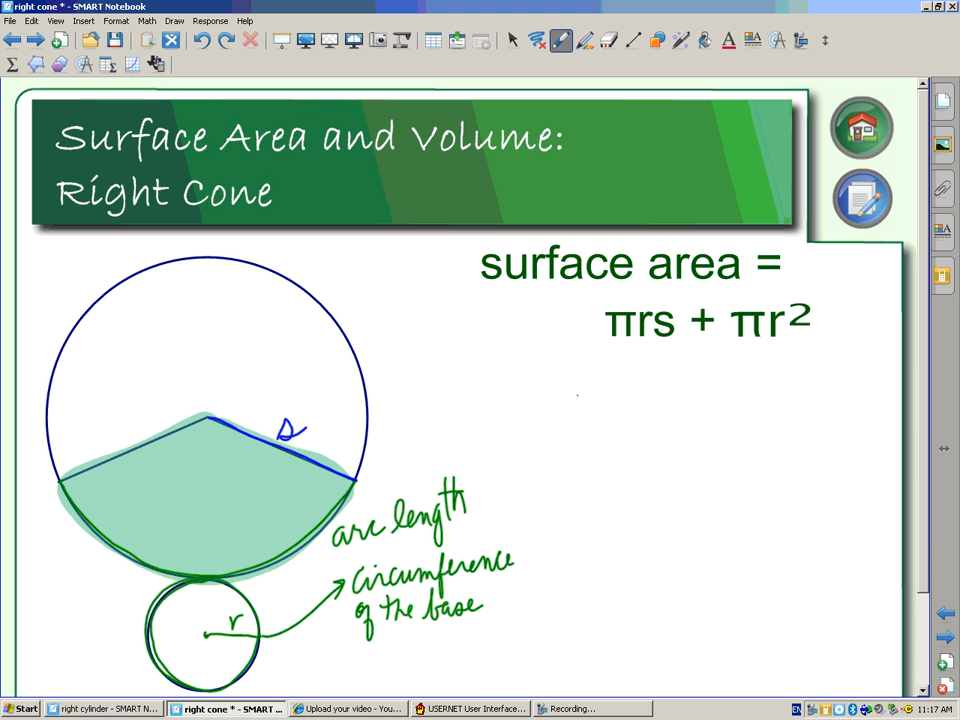 right cone * - SMART Notebook
File Edit View Insert Format Math Draw Response Help
Surface Area and Volume:
Right Cone
surface area =
πrs + πr²
s
arc length
circumference
of the base
r
Start
right cylinder - SMART N...
right cone * - SMART ...
Upload your video - You...
USERNET User Interface...
Recording...
EN
11:17 AM